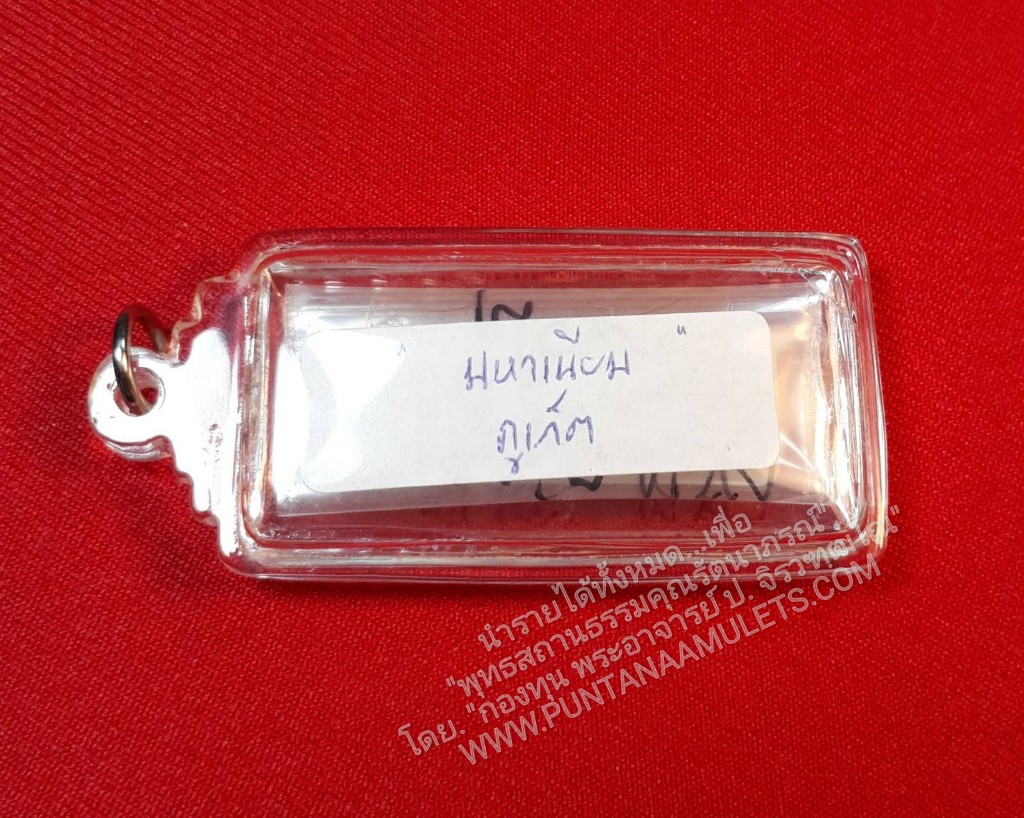 "มหาเนียม"
ภูเก็ต
นำรายได้ทั้งหมด...เพื่อ
"พุทธสถานธรรมคุณรัตนาภรณ์"
โดย. "กองทุน พระอาจารย์ ป. จิรวฑฺฒโน"
WWW.PUNTANAAMULETS.COM